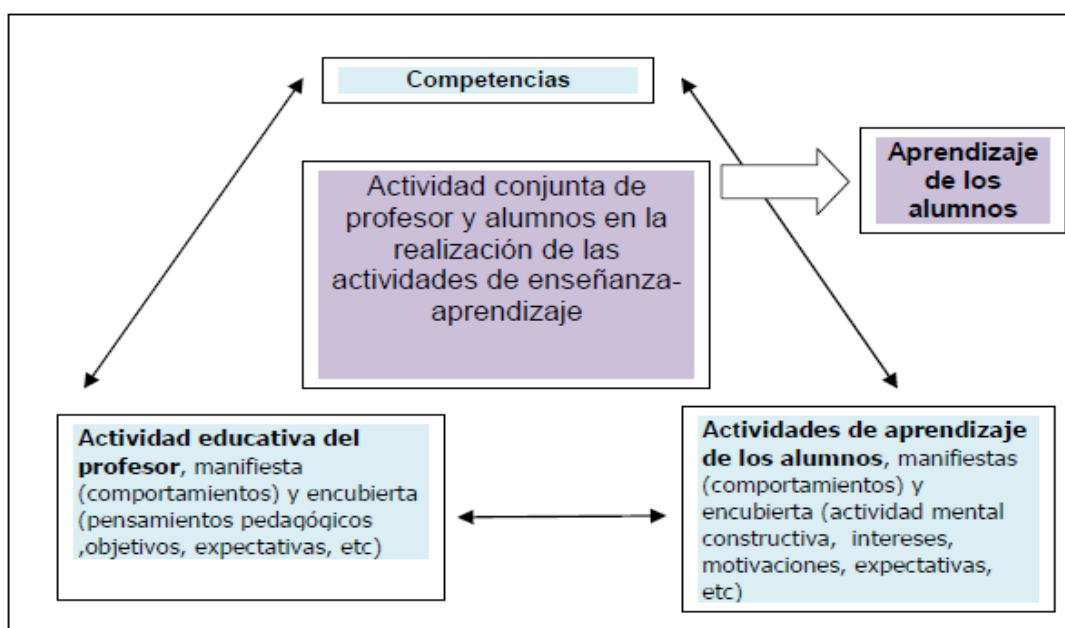 Competencias
Actividad conjunta de
profesor y alumnos en la
realización de las
actividades de enseñanza-
aprendizaje
Aprendizaje
de los
alumnos
Actividad educativa del
profesor, manifiesta
(comportamientos) y encubierta
(pensamientos pedagógicos
,objetivos, expectativas, etc)
Actividades de aprendizaje
de los alumnos, manifiestas
(comportamientos) y
encubierta (actividad mental
constructiva, intereses,
motivaciones, expectativas,
etc)